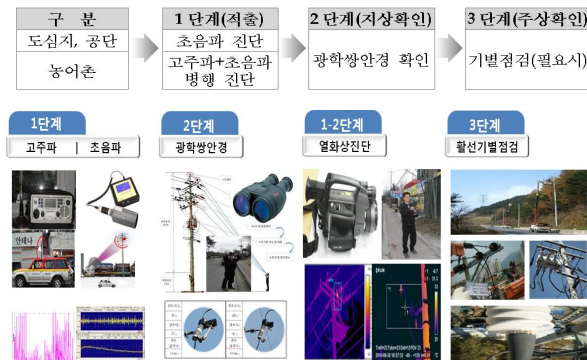 구 분
1 단계(적출)
2 단계(지상확인)
3 단계(주상확인)
도심지, 공단
초음파 진단
광학쌍안경 확인
기별점검(필요시)
농어촌
고주파+초음파
병행 진단
1단계
고주파 | 초음파
2단계
광학쌍안경
1-2단계
열화상진단
3단계
활선기별점검
안테나